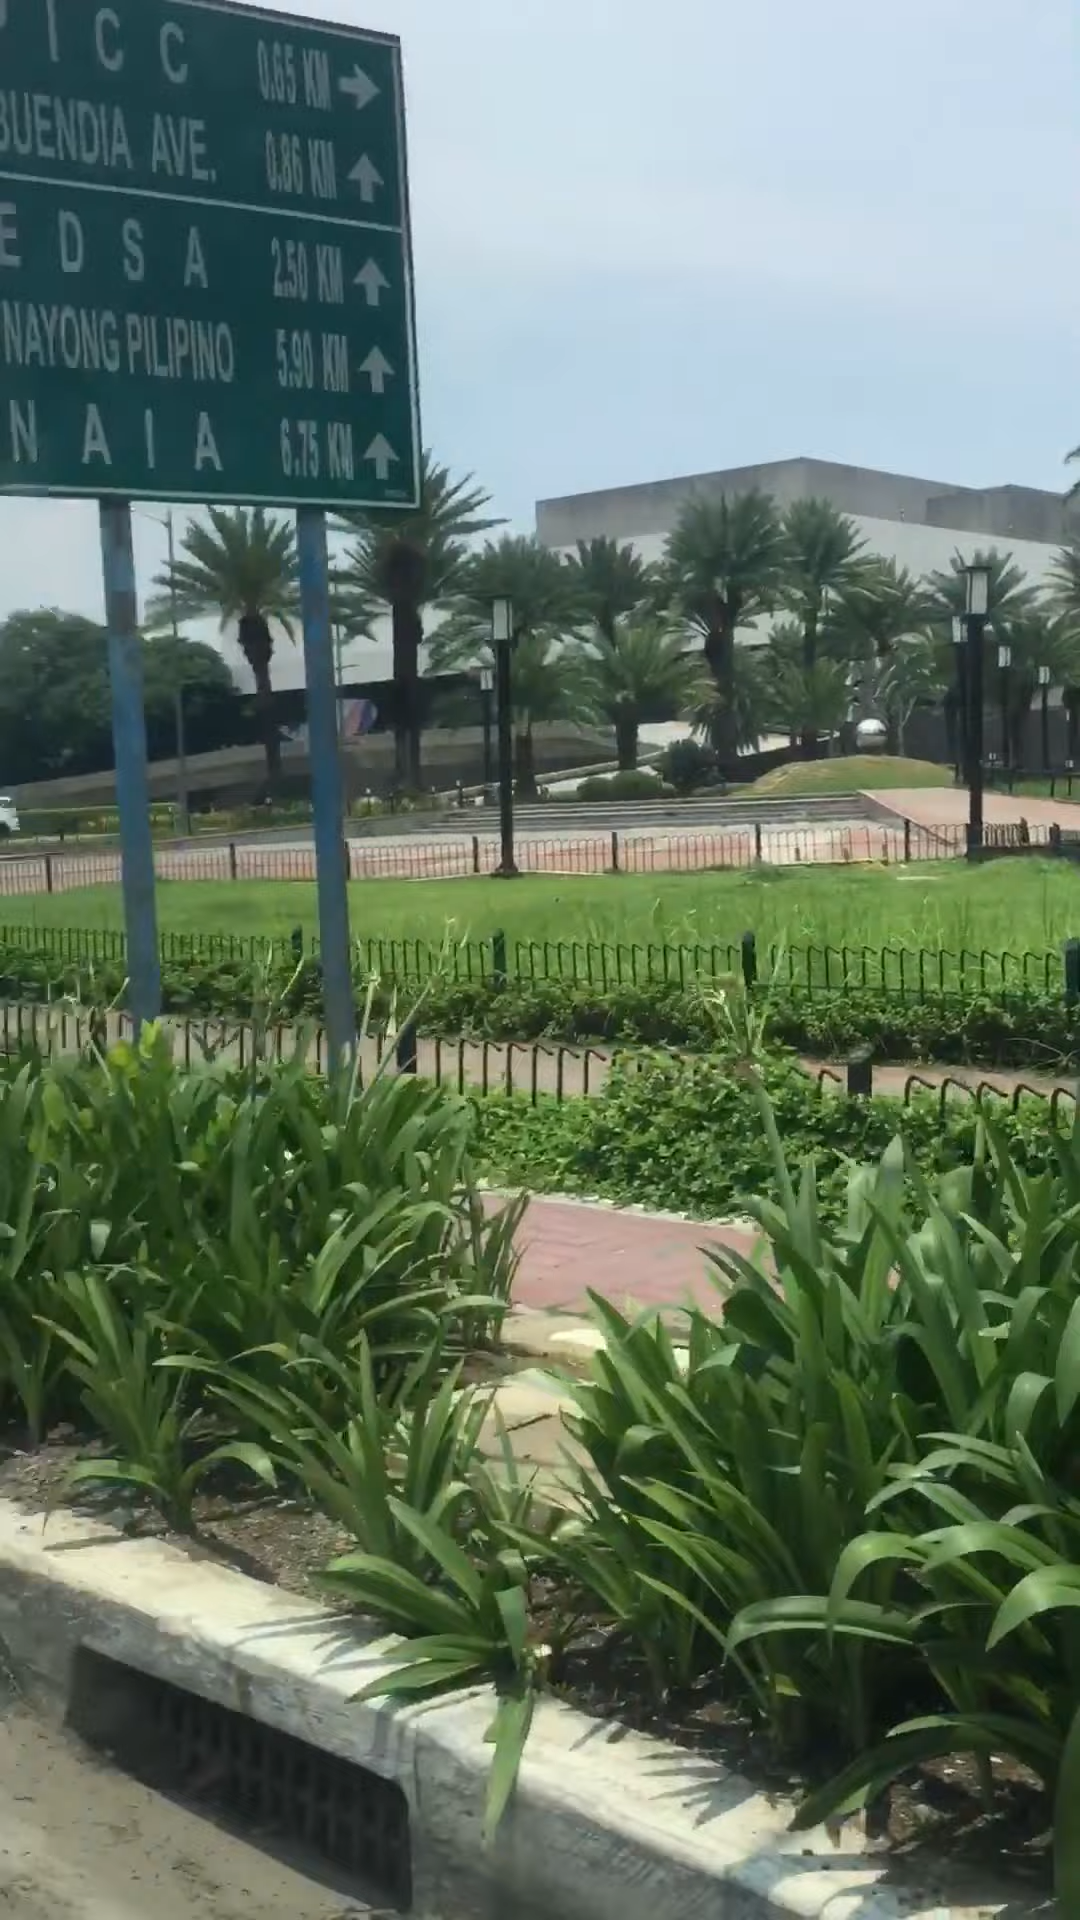 PICC 0.65 KM →
BUENDIA AVE. 0.86 KM ↑
EDSA 2.50 KM ↑
NAYONG PILIPINO 5.90 KM ↑
NAIA 6.75 KM ↑